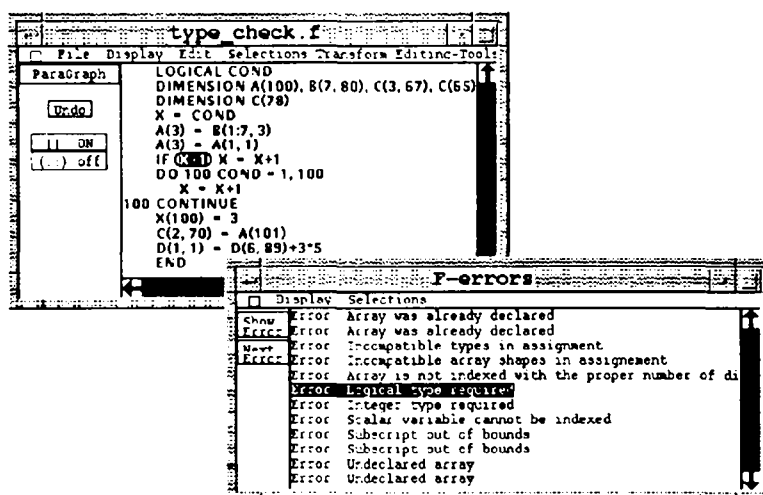 type_check.f
File Display Edit Selections Transform Editing-Tools
ParaGraph
Undo
[] ON
(..) off
LOGICAL COND
DIMENSION A(100), B(7, 80), C(3, 67), C(65)
DIMENSION C(78)
X = COND
A(3) = B(1:7, 3)
A(3) = A(1, 1)
IF X = X+1
DO 100 COND = 1, 100
X = X+1
100 CONTINUE
X(100) = 3
C(2, 70) = A(101)
D(1, 1) = D(6, 89)+3*5
END
F-errors
Display Selections
Show Error
Next Error
Error Array was already declared
Error Array was already declared
Error Incompatible types in assignment
Error Incompatible array shapes in assignement
Error Array is not indexed with the proper number of di
Error Logical type required
Error Integer type required
Error Scalar variable cannot be indexed
Error Subscript out of bounds
Error Subscript out of bounds
Error Undeclared array
Error Undeclared array